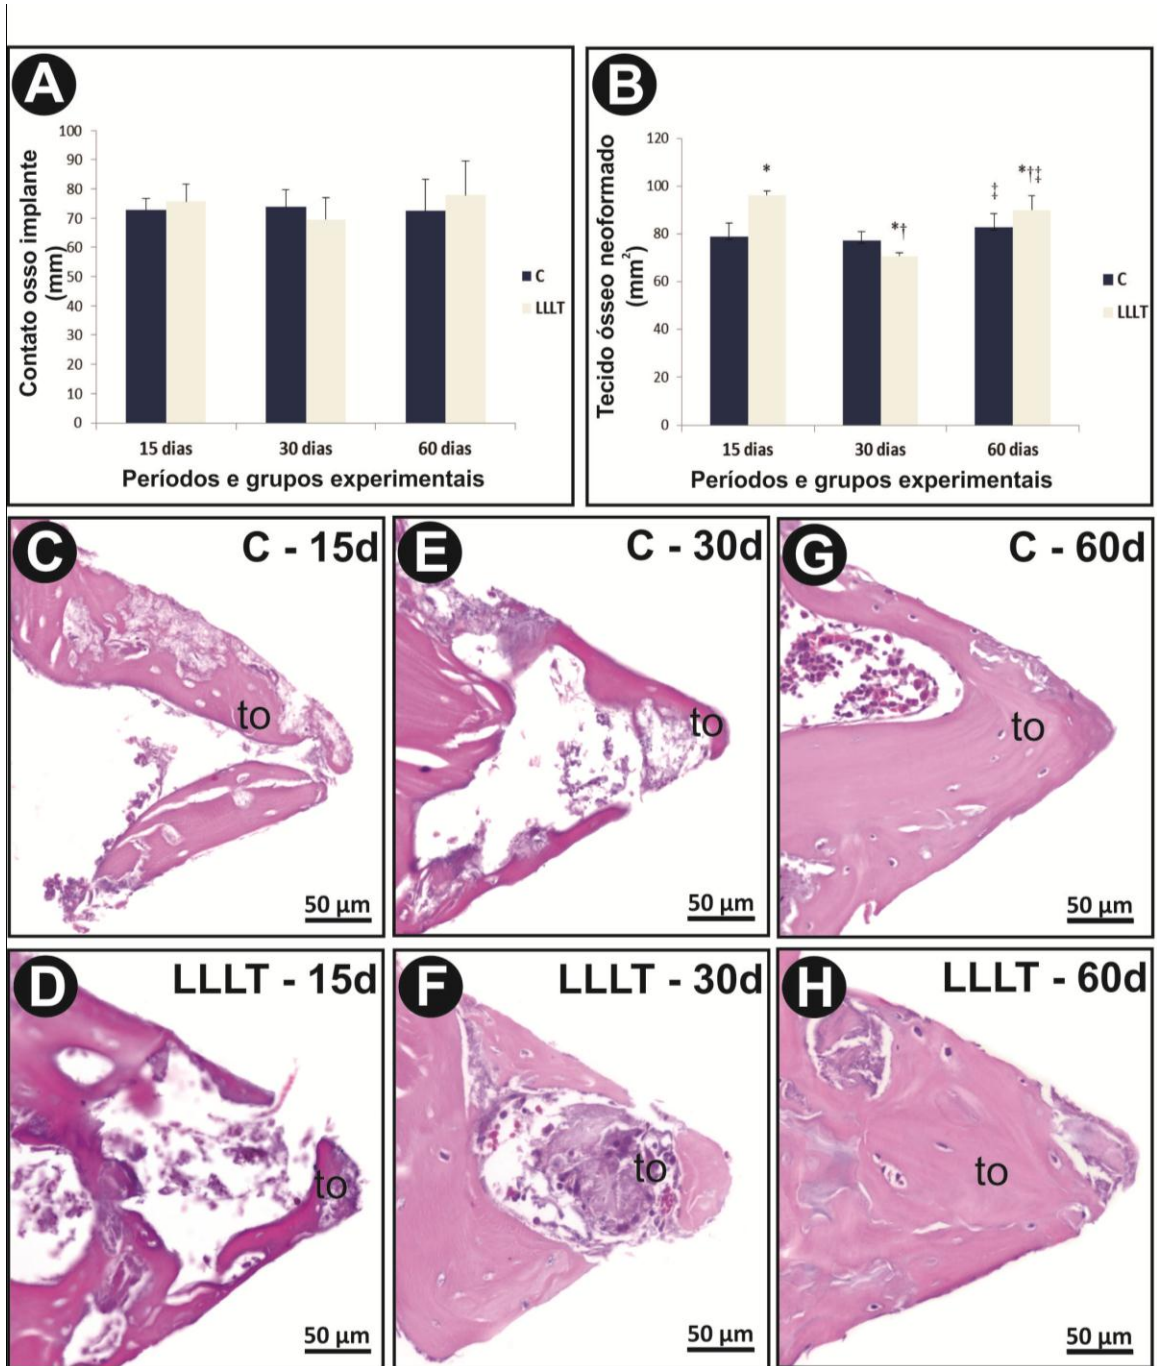 A
Contato osso implante
(mm)
100
90
80
70
60
50
40
30
20
10
0
15 dias
30 dias
60 dias
Períodos e grupos experimentais
C
LLLT
B
Tecido ósseo neoformado
(mm²)
120
100
80
60
40
20
0
*
*†
‡
*†‡
15 dias
30 dias
60 dias
Períodos e grupos experimentais
C
LLLT
C
C - 15d
to
50 µm
E
C - 30d
to
50 µm
G
C - 60d
to
50 µm
D
LLLT - 15d
to
50 µm
F
LLLT - 30d
to
50 µm
H
LLLT - 60d
to
50 µm